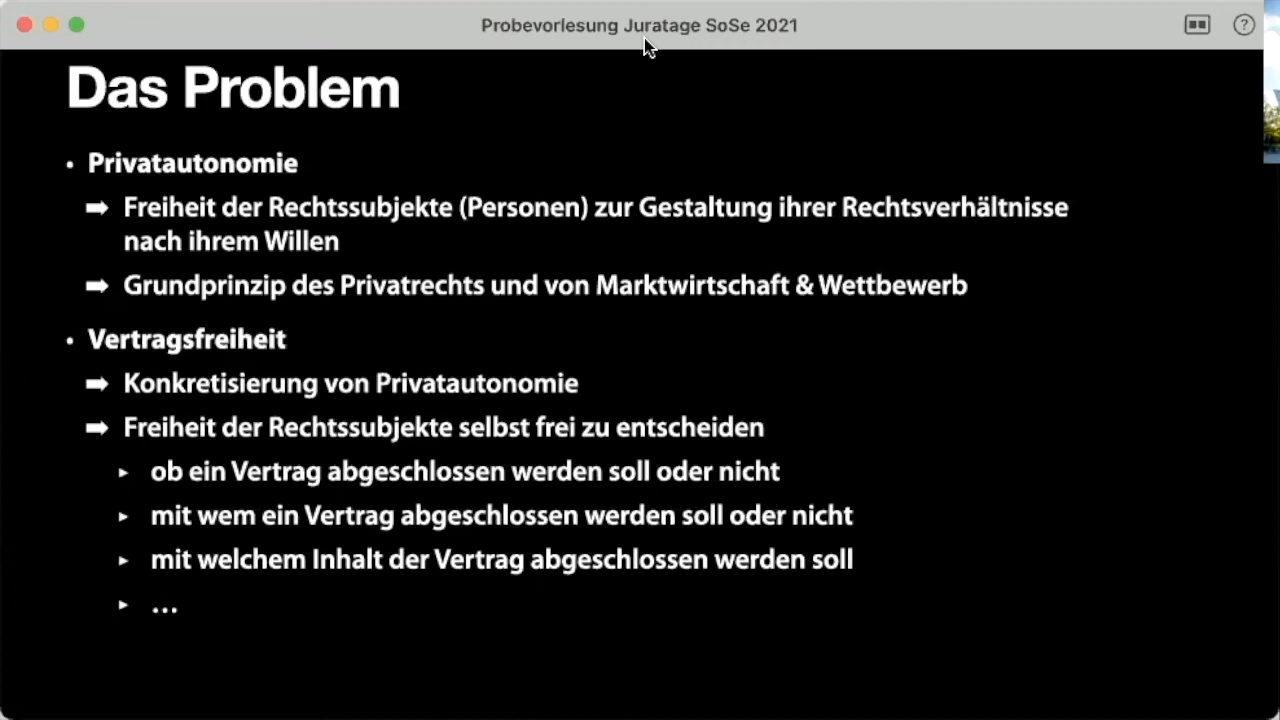 Probevorlesung Juratage SoSe 2021
?
Das Problem
• Privatautonomie
➡ Freiheit der Rechtssubjekte (Personen) zur Gestaltung ihrer Rechtsverhältnisse
nach ihrem Willen
➡ Grundprinzip des Privatrechts und von Marktwirtschaft & Wettbewerb
• Vertragsfreiheit
➡ Konkretisierung von Privatautonomie
➡ Freiheit der Rechtssubjekte selbst frei zu entscheiden
▸ ob ein Vertrag abgeschlossen werden soll oder nicht
▸ mit wem ein Vertrag abgeschlossen werden soll oder nicht
▸ mit welchem Inhalt der Vertrag abgeschlossen werden soll
▸ …